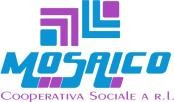 MOSAICO
COOPERATIVA SOCIALE A R.L.